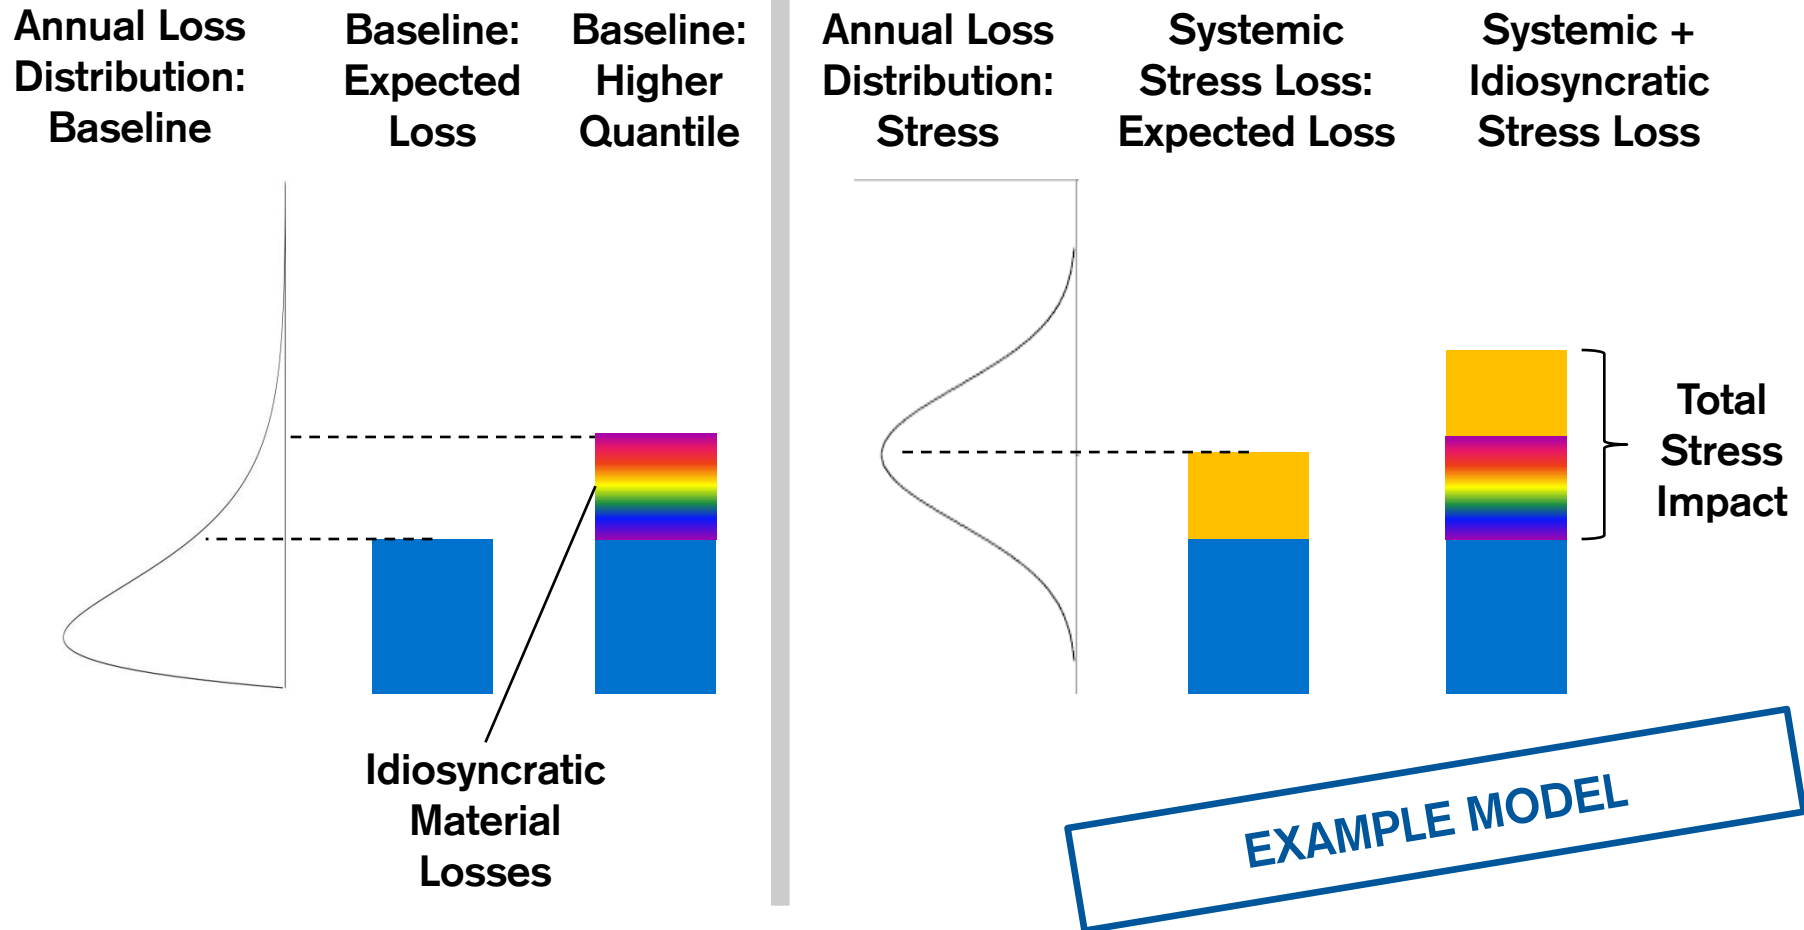 Annual Loss
Distribution:
Baseline
Baseline:
Expected
Loss
Baseline:
Higher
Quantile
Idiosyncratic
Material
Losses
Annual Loss
Distribution:
Stress
Systemic
Stress Loss:
Expected Loss
Systemic +
Idiosyncratic
Stress Loss
Total
Stress
Impact
EXAMPLE MODEL